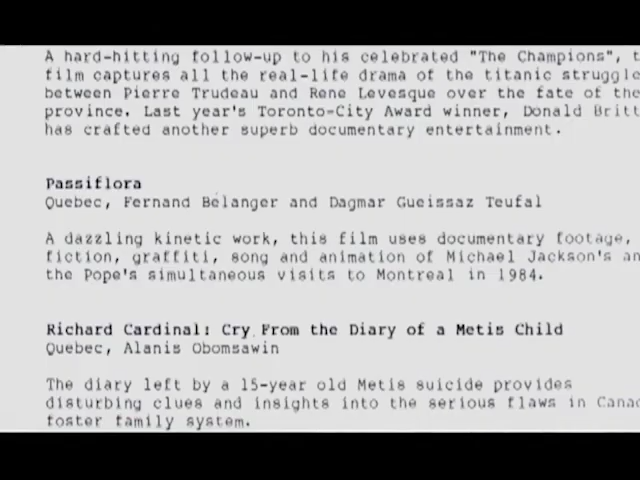 A hard-hitting follow-up to his celebrated "The Champions", t
film captures all the real-life drama of the titanic struggle
between Pierre Trudeau and Rene Levesque over the fate of the
province. Last year's Toronto-City Award winner, Donald Britt
has crafted another superb documentary entertainment.
Passiflora
Quebec, Fernand Belanger and Dagmar Gueissaz Teufal
A dazzling kinetic work, this film uses documentary footage,
fiction, graffiti, song and animation of Michael Jackson's an
the Pope's simultaneous visits to Montreal in 1984.
Richard Cardinal: Cry From the Diary of a Metis Child
Quebec, Alanis Obomsawin
The diary left by a 15-year old Metis suicide provides
disturbing clues and insights into the serious flaws in Canad
foster family system.